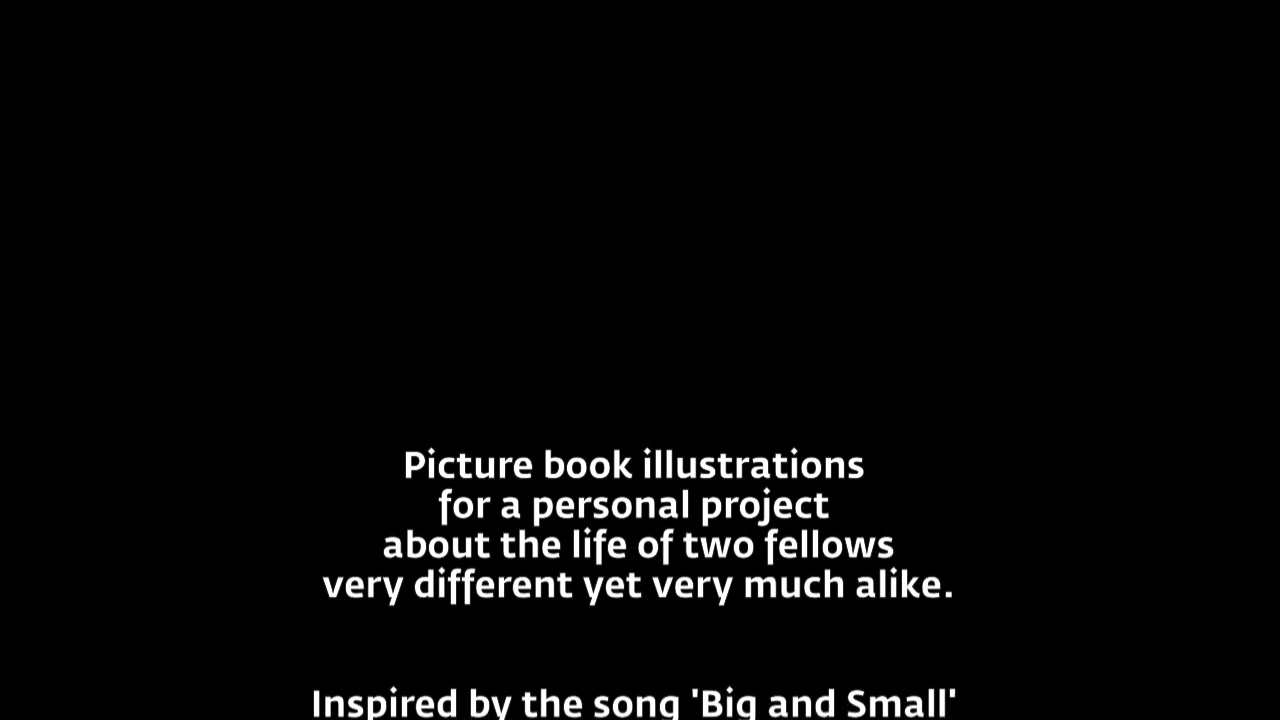 Picture book illustrations
for a personal project
about the life of two fellows
very different yet very much alike.
Inspired by the song 'Big and Small'